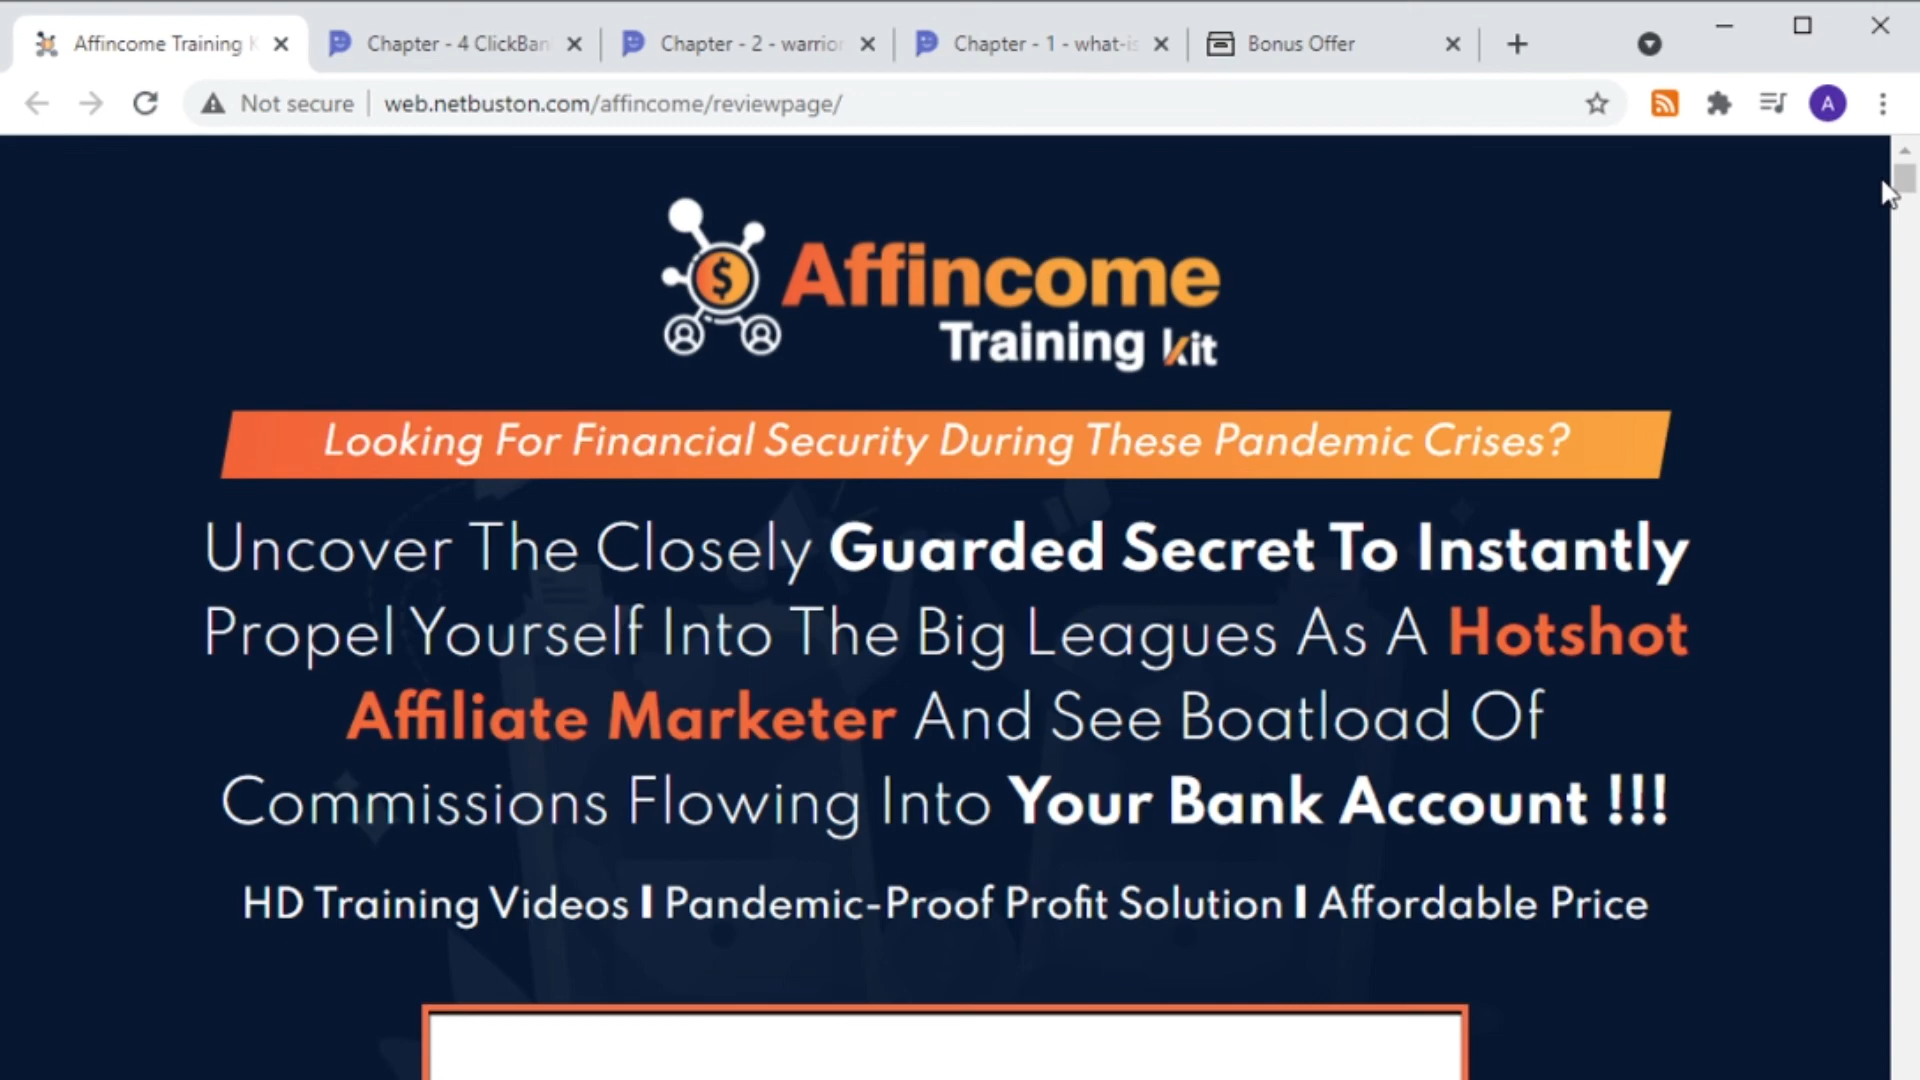 Affincome Training K
Chapter - 4 ClickBan
Chapter - 2 - warrior
Chapter - 1 - what-is
Bonus Offer
Not secure
web.netbuston.com/affincome/reviewpage/
A
$
Affincome
Training kit
Looking For Financial Security During These Pandemic Crises?
Uncover The Closely Guarded Secret To Instantly
Propel Yourself Into The Big Leagues As A Hotshot
Affiliate Marketer And See Boatload Of
Commissions Flowing Into Your Bank Account !!!
HD Training Videos I Pandemic-Proof Profit Solution I Affordable Price